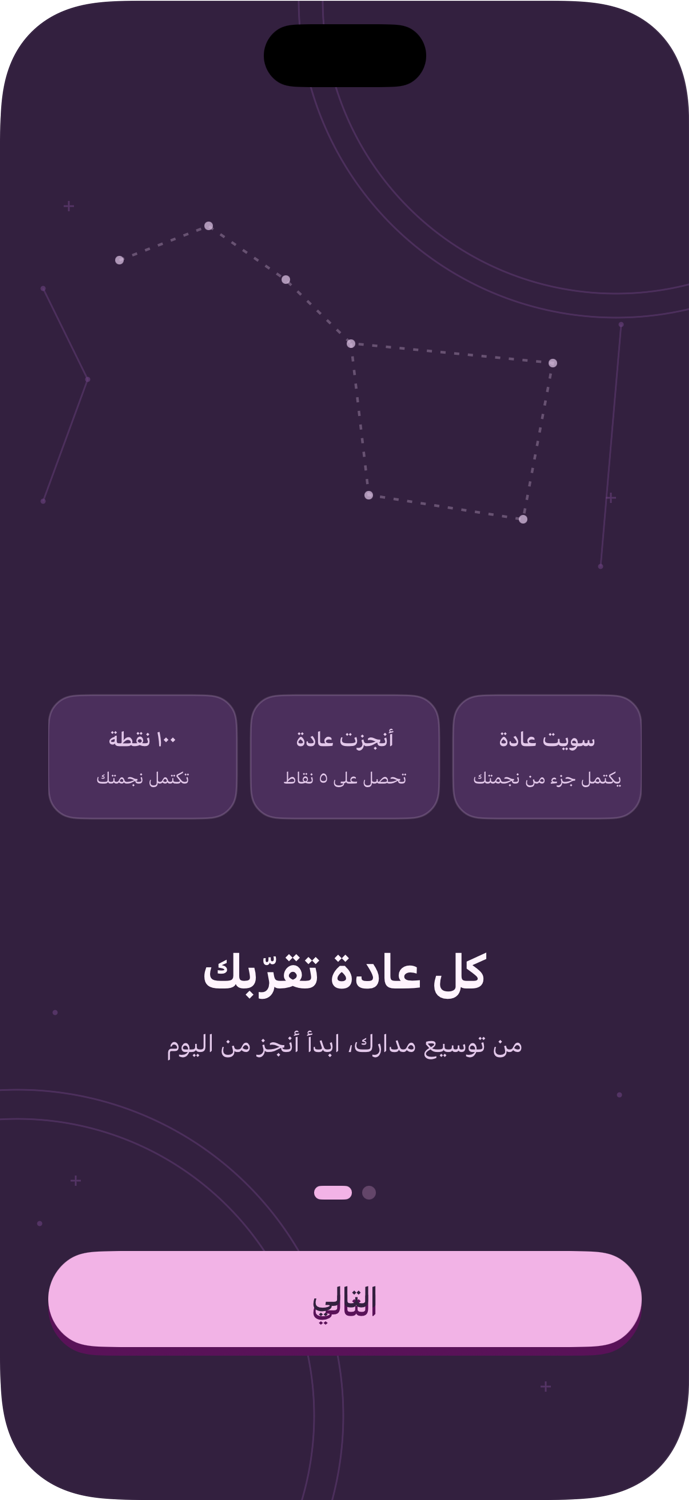 سويت عادة
يكتمل جزء من نجمتك
أنجزت عادة
تحصل على ٥ نقاط
١٠٠ نقطة
تكتمل نجمتك
كل عادة تقرّبك
من توسيع مدارك، ابدأ أنجز من اليوم
التالي